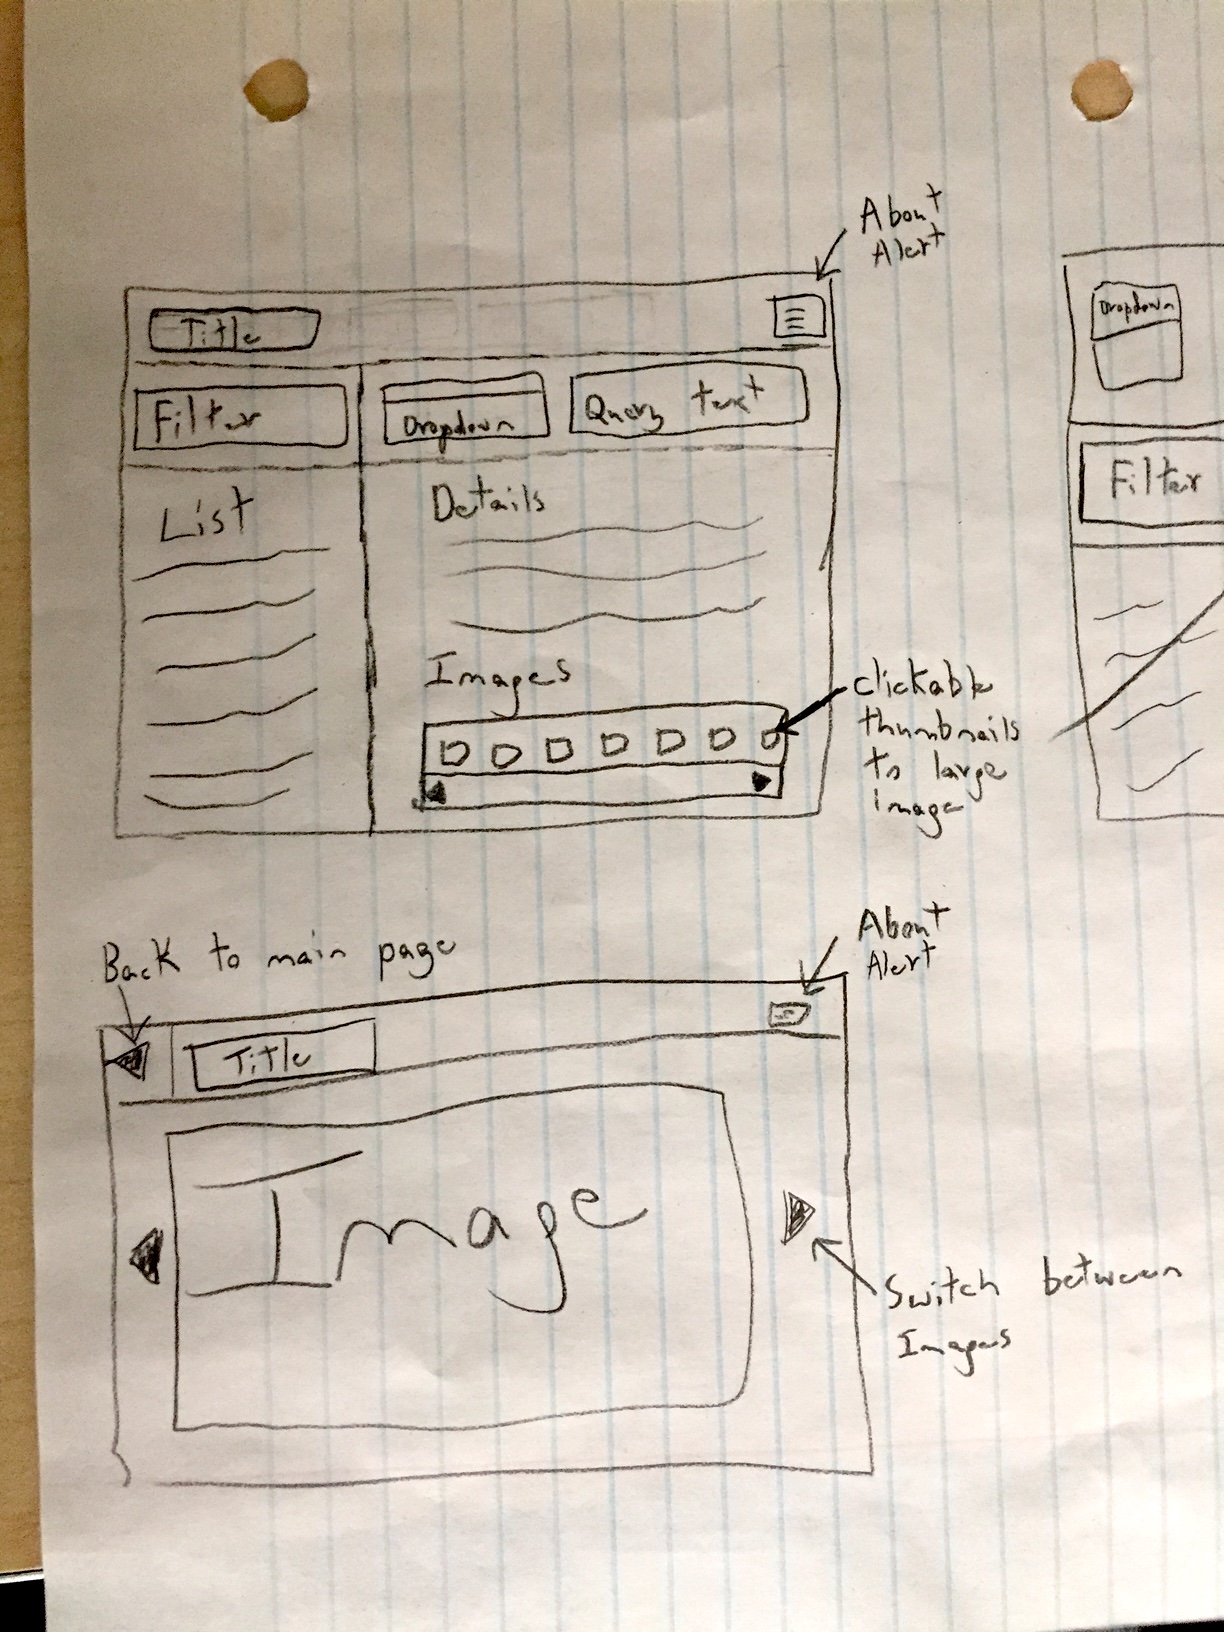 About
Alert
Title
Filter
Dropdown
Query text
List
Details
Images
clickable
thumbnails
to large
image
Dropdown
Filter
Back to main page
About
Alert
Title
Image
Switch between
Images